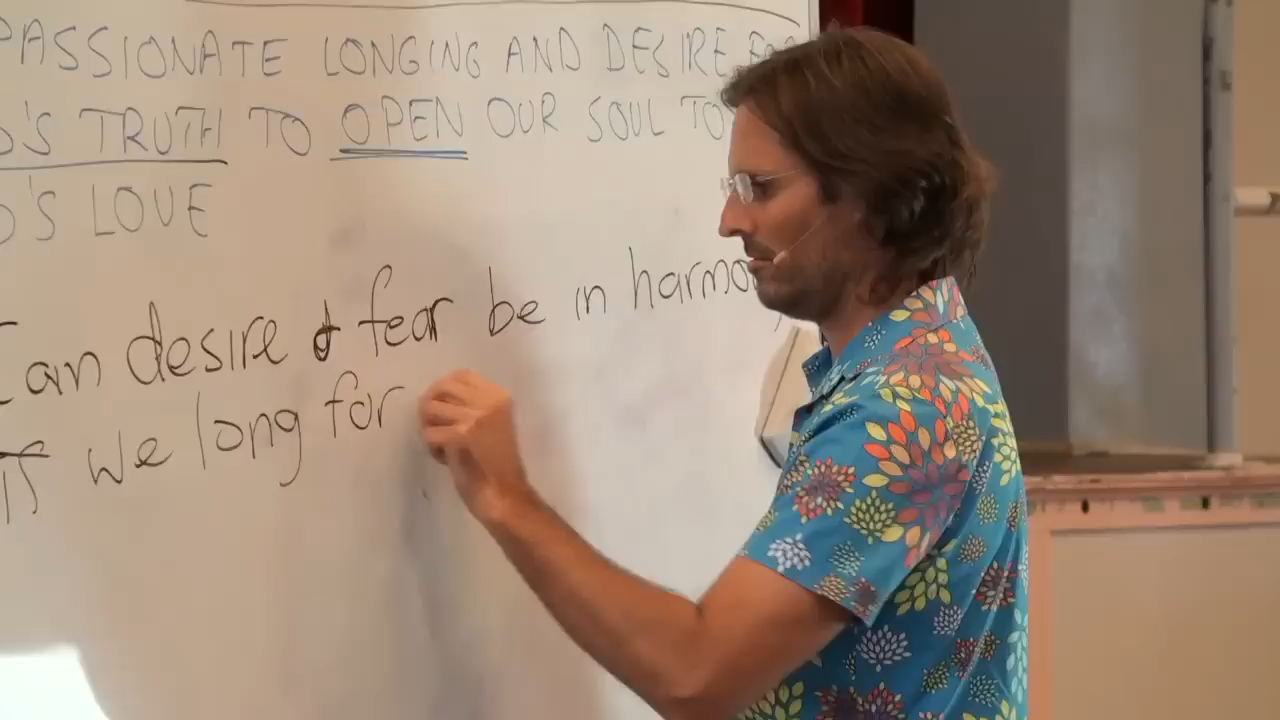 PASSIONATE LONGING AND DESIRE FOR
D'S TRUTH TO OPEN OUR SOUL TO
D'S LOVE
Can desire & fear be in harmo
If we long for